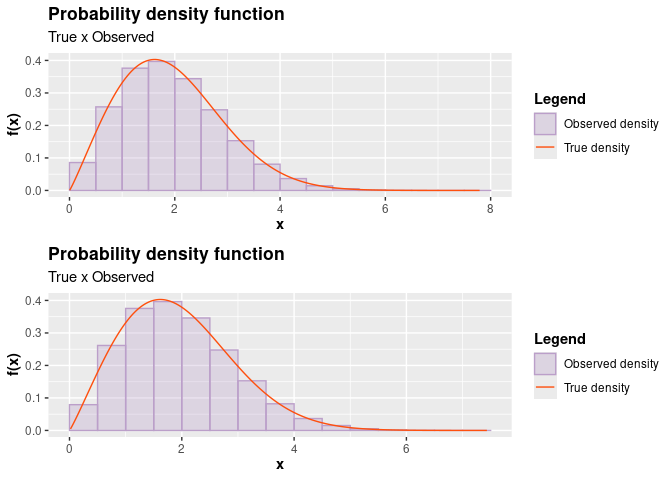 Probability density function
True x Observed
0.4
0.3
0.2
0.1
0.0
f(x)
0 2 4 6 8
x
Legend
Observed density
True density
Probability density function
True x Observed
0.4
0.3
0.2
0.1
0.0
f(x)
0 2 4 6
x
Legend
Observed density
True density